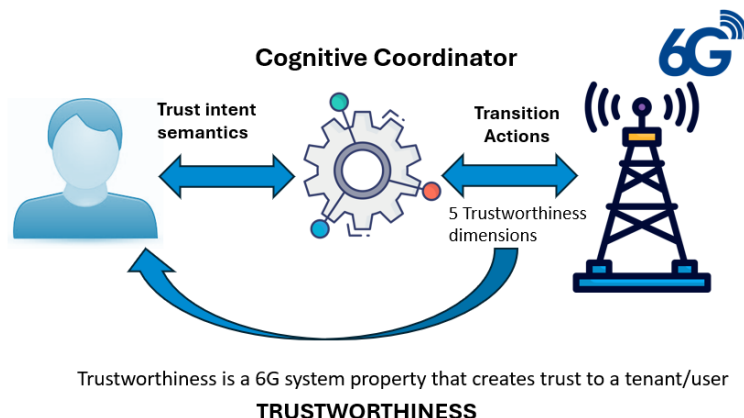 6G
Cognitive Coordinator
Trust intent
semantics
Transition
Actions
5 Trustworthiness
dimensions
Trustworthiness is a 6G system property that creates trust to a tenant/user
TRUSTWORTHINESS